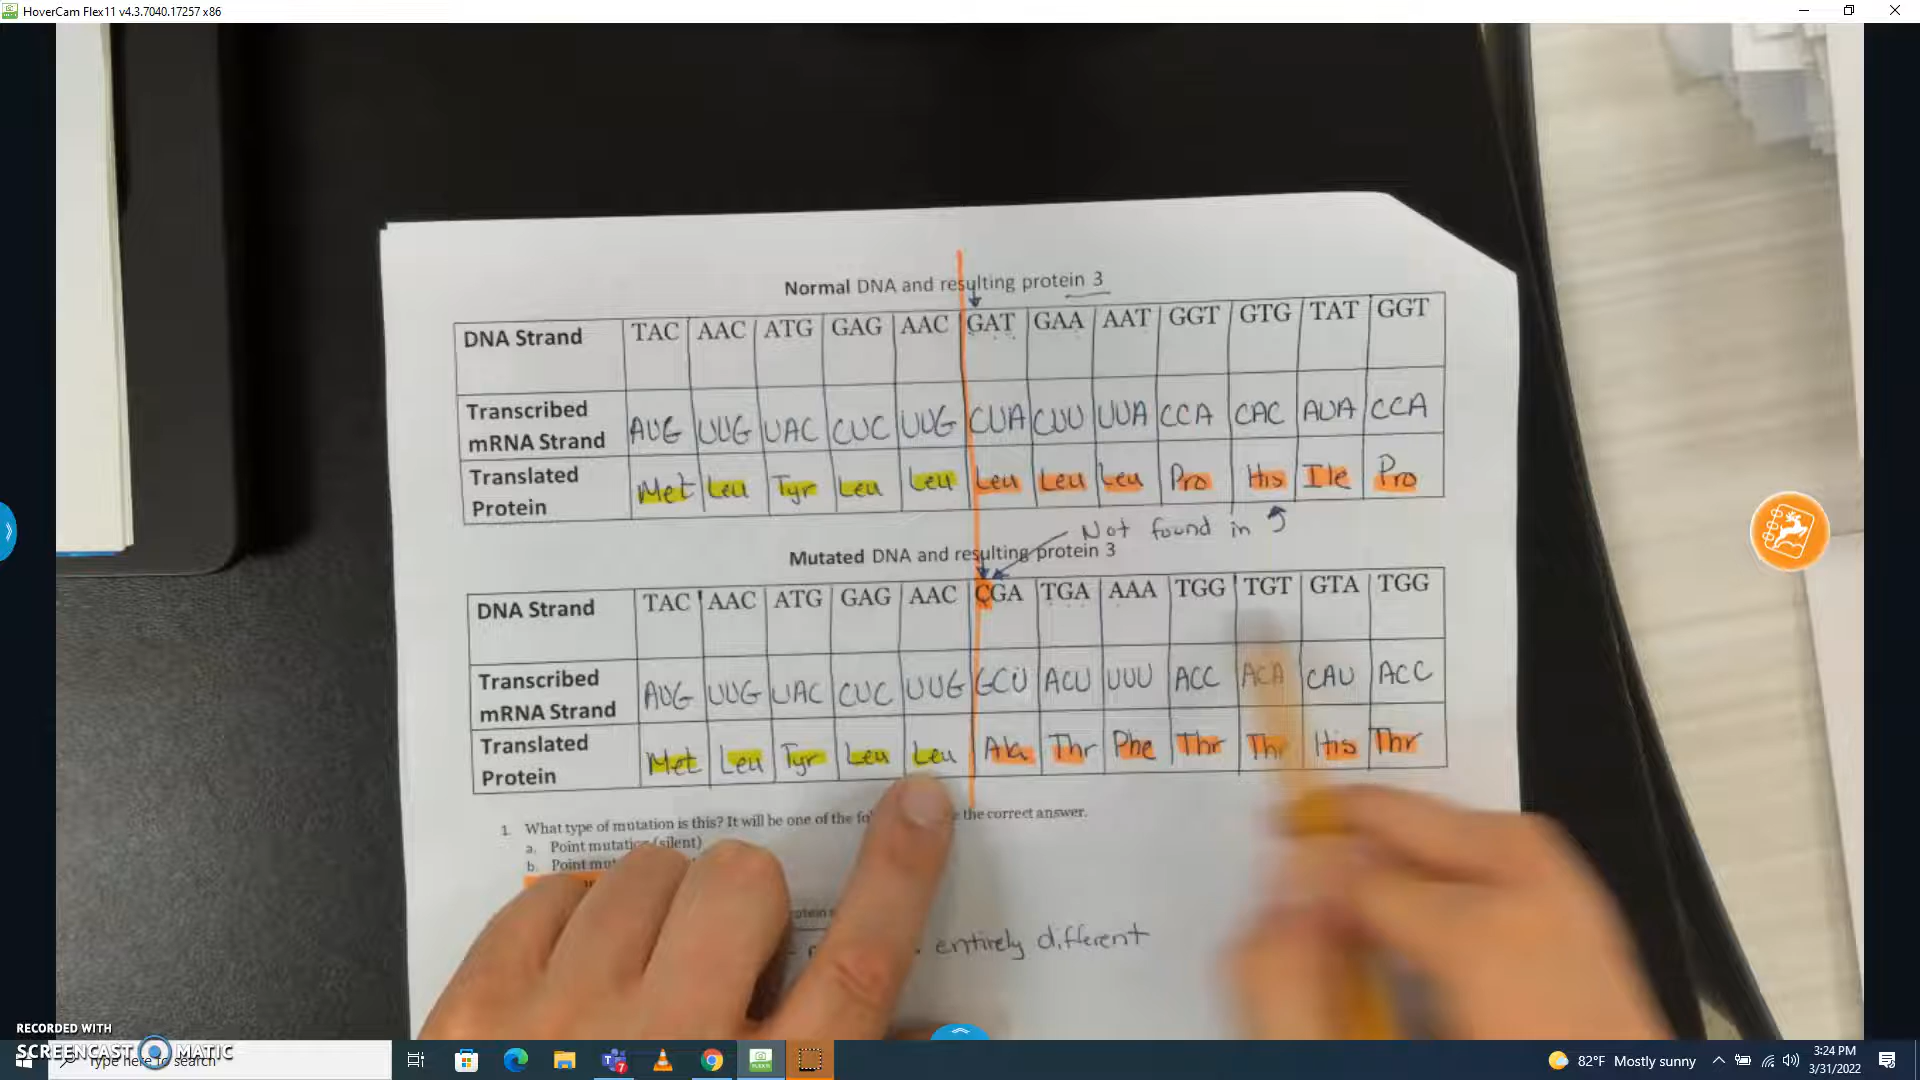 HoverCam Flex11 v4.3.7040.17257 x86
Normal DNA and resulting protein 3
DNA Strand TAC AAC ATG GAG AAC GAT GAA AAT GGT GTG TAT GGT
Transcribed
mRNA Strand AUG UUG UAC CUC UUG CUA CUU UUA CCA CAC AUA CCA
Translated
Protein Met Leu Tyr Leu Leu Leu Leu Leu Pro His Ile Pro
Not found in
Mutated DNA and resulting protein 3
DNA Strand TAC AAC ATG GAG AAC CGA TGA AAA TGG TGT GTA TGG
Transcribed
mRNA Strand AUG UUG UAC CUC UUG GCU ACU UUU ACC ACA CAU ACC
Translated
Protein Met Leu Tyr Leu Leu Ala Thr Phe Thr Thr His Thr
1. What type of mutation is this? It will be one of the the correct answer.
a. Point (silent)
b. Point
entirely different
RECORDED WITH
SCREENCAST MATIC
Type here to search
7
82°F Mostly sunny
3:24 PM
3/31/2022